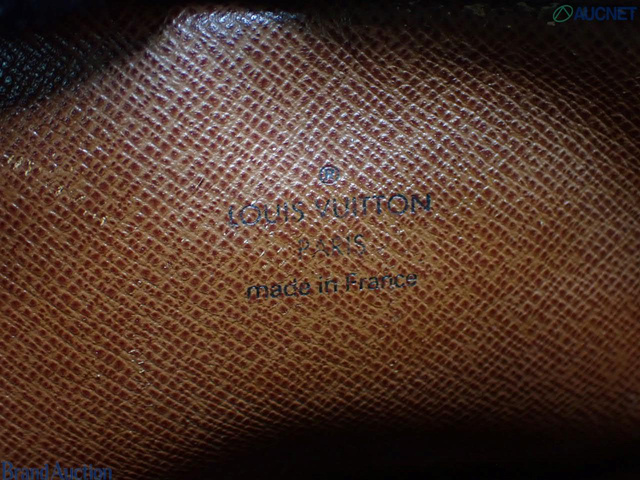 AUCNET
®
LOUIS VUITTON
PARIS
made in France
Brand Auction